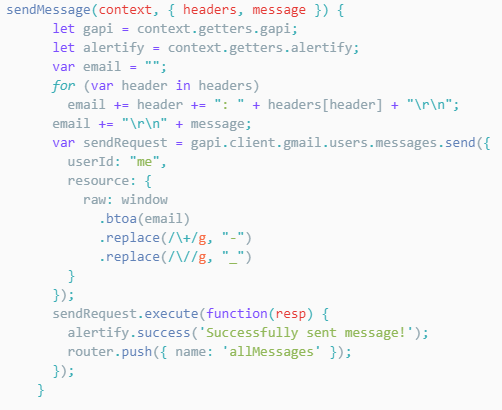 sendMessage(context, { headers, message }) {
let gapi = context.getters.gapi;
let alertify = context.getters.alertify;
var email = "";
for (var header in headers)
email += header += ": " + headers[header] + "\r\n";
email += "\r\n" + message;
var sendRequest = gapi.client.gmail.users.messages.send({
userId: "me",
resource: {
raw: window
.btoa(email)
.replace(/\+/g, "-")
.replace(/\//g, "_")
}
});
sendRequest.execute(function(resp) {
alertify.success('Successfully sent message!');
router.push({ name: 'allMessages' });
});
}